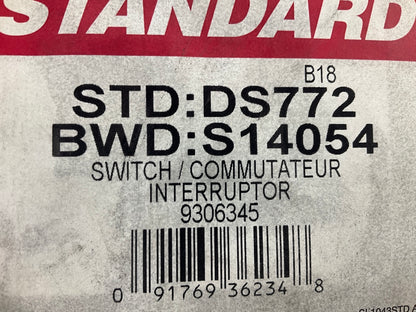 STANDARD
B18
STD:DS772
BWD:S14054
SWITCH / COMMUTATEUR
INTERRUPTOR
9306345
0 91769 36234 8